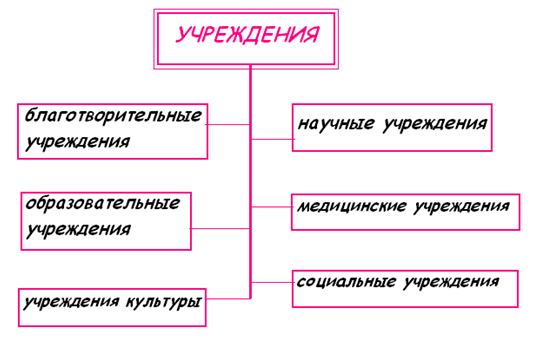 УЧРЕЖДЕНИЯ
благотворительные
учреждения
научные учреждения
образовательные
учреждения
медицинские учреждения
учреждения культуры
социальные учреждения